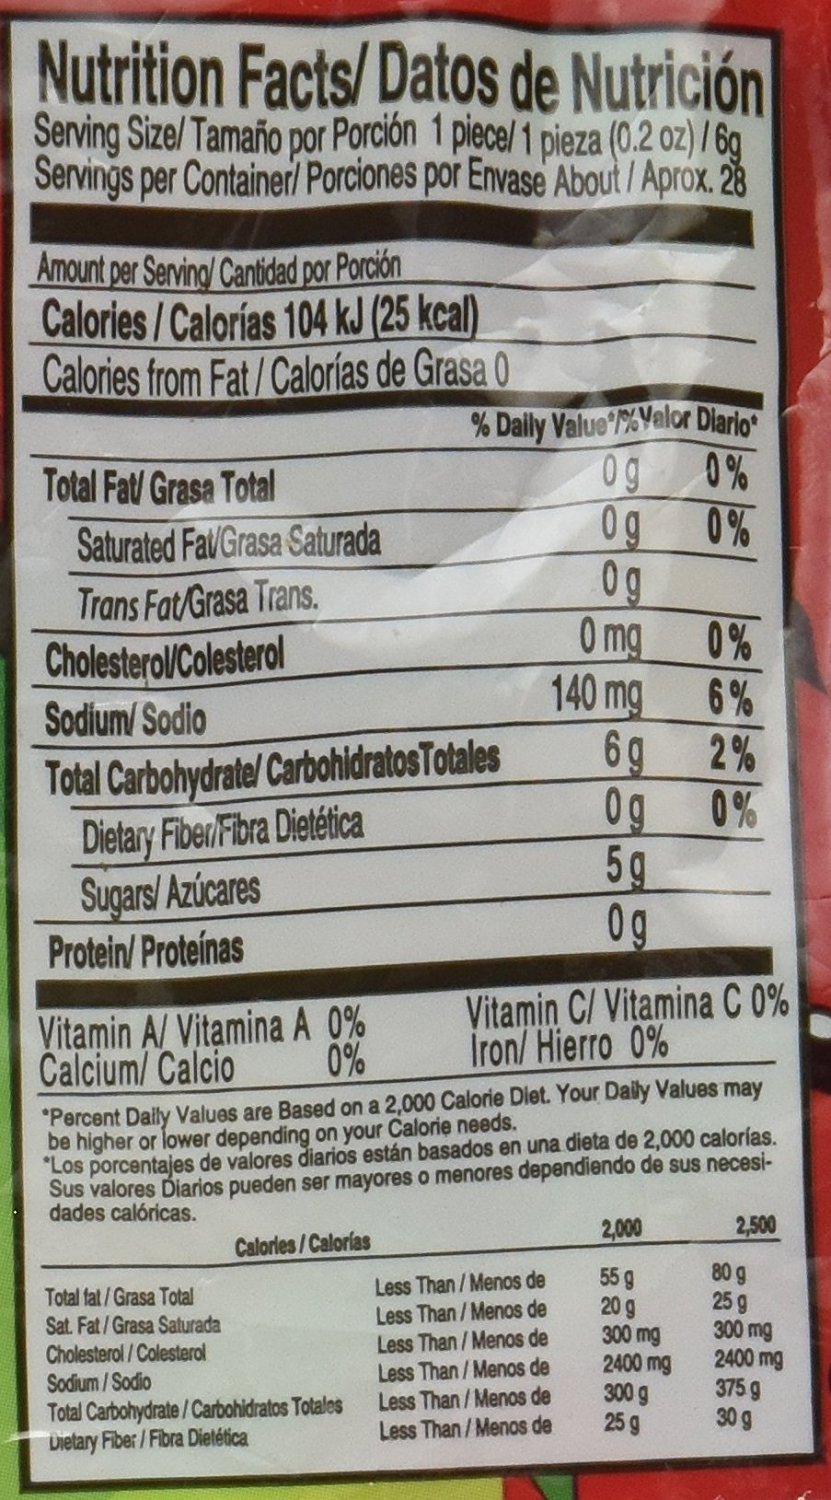 Nutrition Facts/ Datos de Nutrición
Serving Size/ Tamaño por Porción 1 piece/ 1 pieza (0.2 oz) / 6g
Servings per Container/ Porciones por Envase About / Aprox. 28
Amount per Serving/ Cantidad por Porción
Calories / Calorías 104 kJ (25 kcal)
Calories from Fat / Calorías de Grasa 0
% Daily Value*/%Valor Diario*
Total Fat/ Grasa Total 0 g 0 %
Saturated Fat/Grasa Saturada 0 g 0 %
Trans Fat/Grasa Trans. 0 g
Cholesterol/Colesterol 0 mg 0 %
Sodium/ Sodio 140 mg 6 %
Total Carbohydrate/ CarbohidratosTotales 6 g 2 %
Dietary Fiber/Fibra Dietética 0 g 0 %
Sugars/ Azúcares 5 g
Protein/ Proteínas 0 g
Vitamin A/ Vitamina A 0% Vitamin C/ Vitamina C 0%
Calcium/ Calcio 0% Iron/ Hierro 0%
*Percent Daily Values are Based on a 2,000 Calorie Diet. Your Daily Values may
be higher or lower depending on your Calorie needs.
*Los porcentajes de valores diarios están basados en una dieta de 2,000 calorías.
Sus valores Diarios pueden ser mayores o menores dependiendo de sus necesi-
dades calóricas.
Calories / Calorías 2,000 2,500
Total fat / Grasa Total Less Than / Menos de 55 g 80 g
Sat. Fat / Grasa Saturada Less Than / Menos de 20 g 25 g
Cholesterol / Colesterol Less Than / Menos de 300 mg 300 mg
Sodium / Sodio Less Than / Menos de 2400 mg 2400 mg
Total Carbohydrate / Carbohidratos Totales Less Than / Menos de 300 g 375 g
Dietary Fiber / Fibra Dietética Less Than / Menos de 25 g 30 g